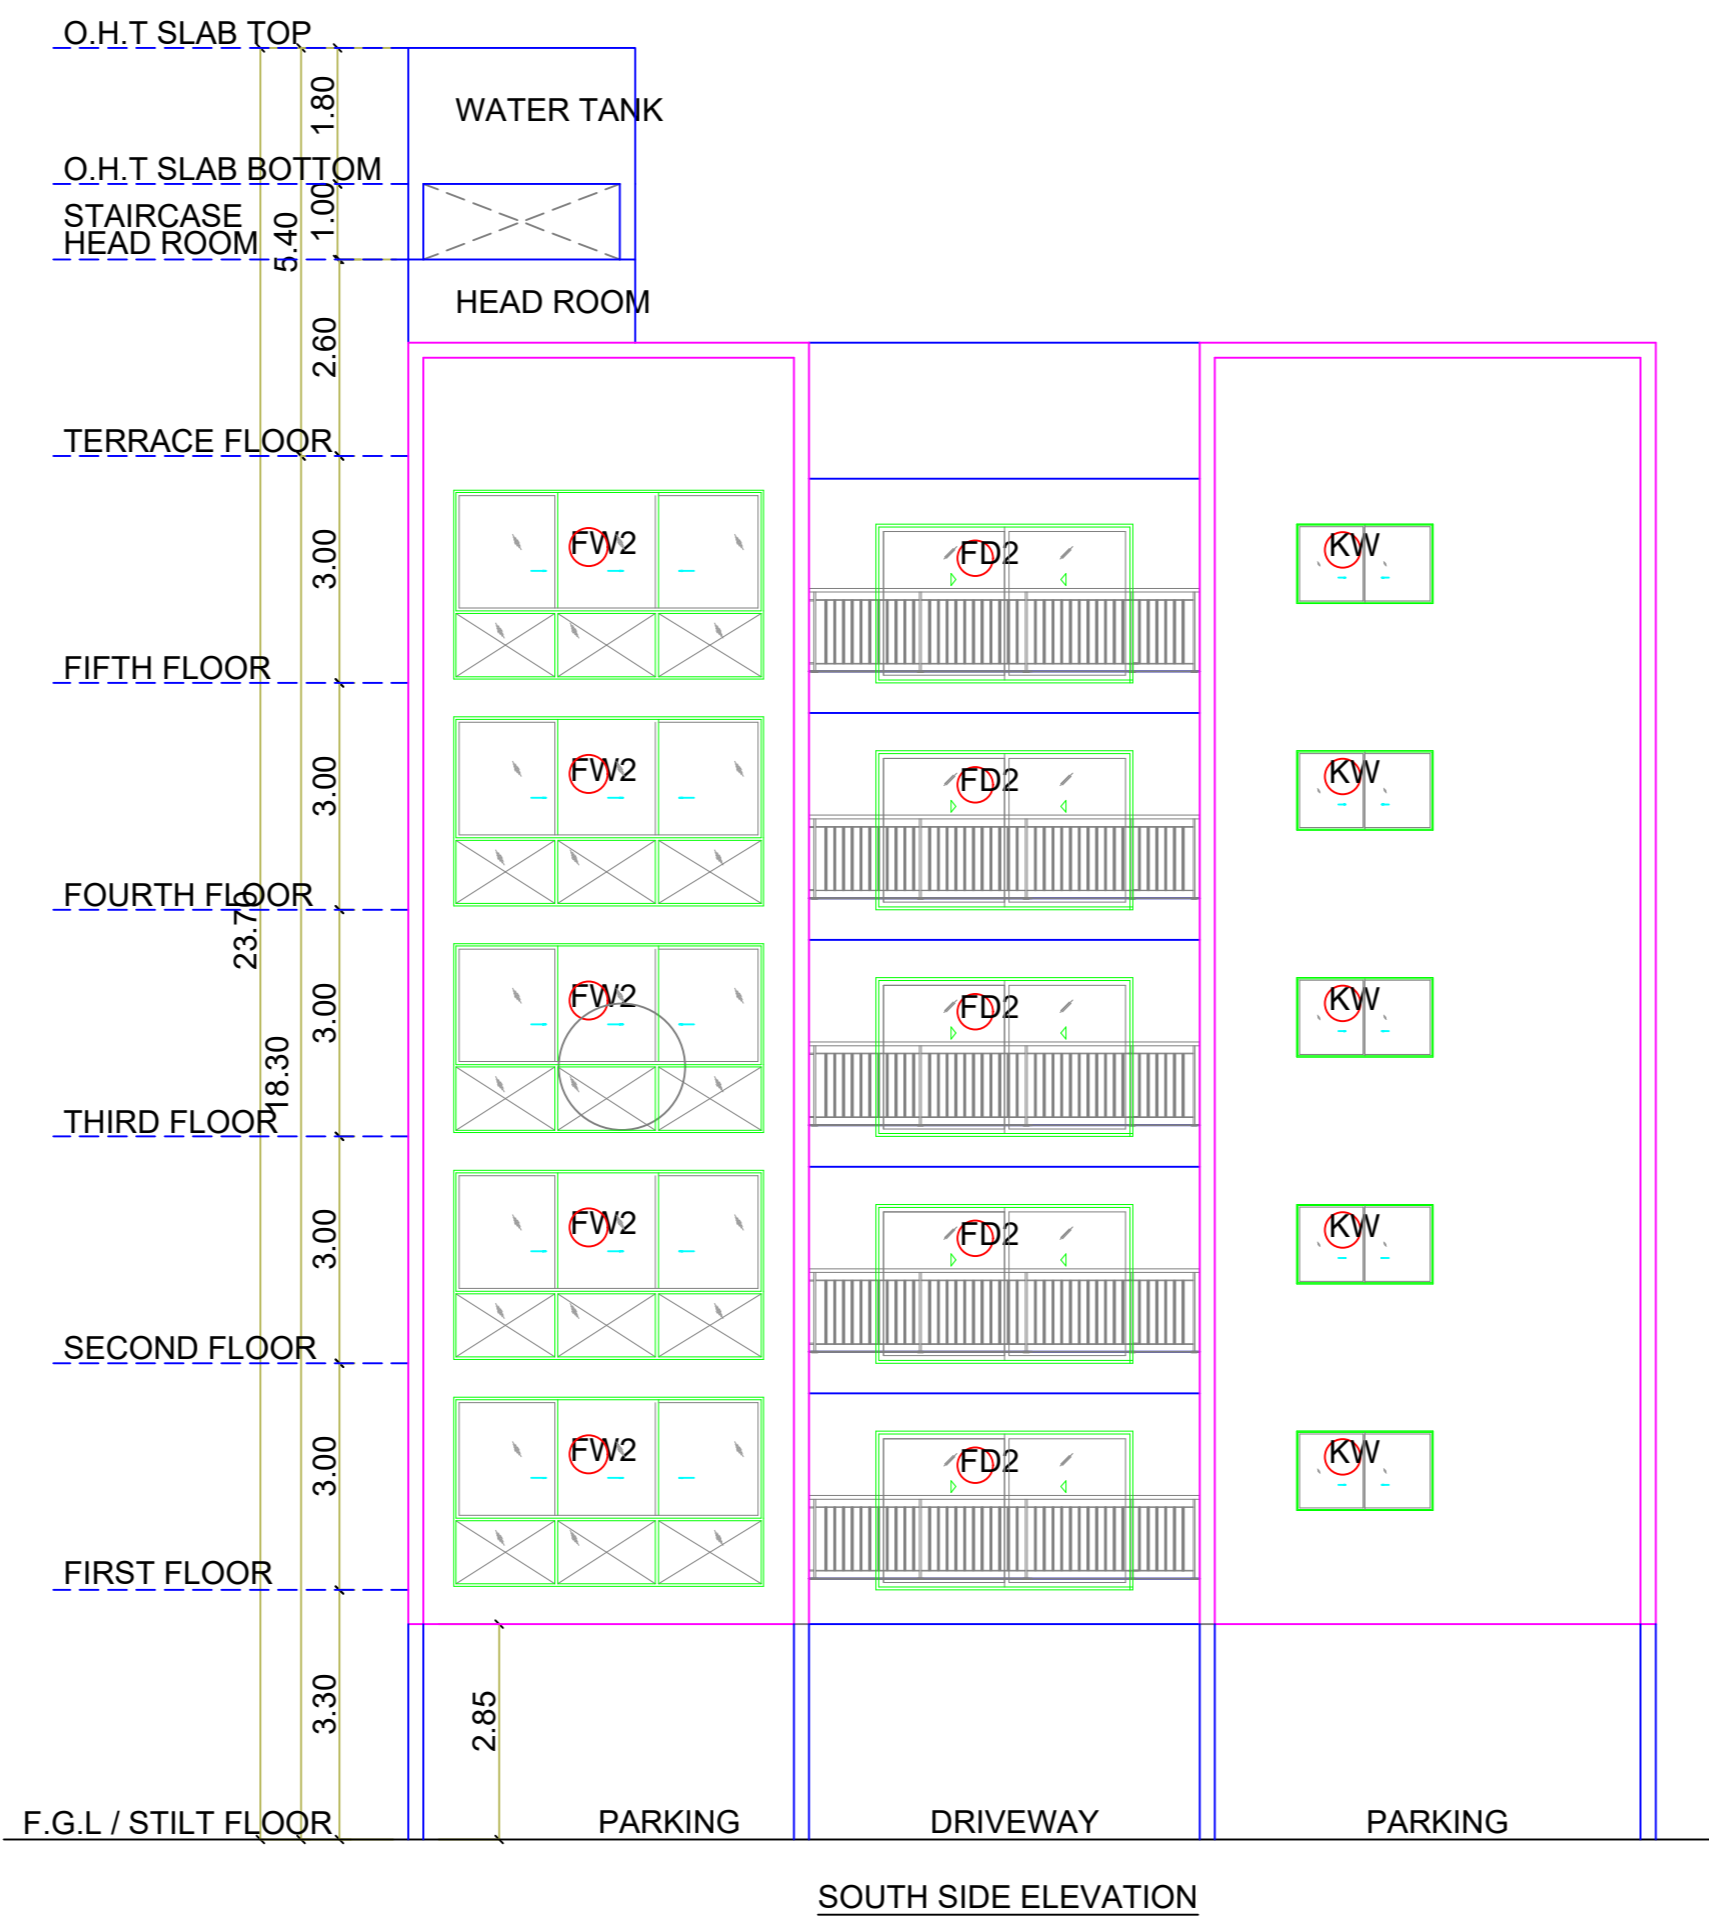 O.H.T SLAB TOP
1.80
WATER TANK
O.H.T SLAB BOTTOM
1.00
5.40
STAIRCASE
HEAD ROOM
HEAD ROOM
2.60
TERRACE FLOOR
3.00
FW2
FD2
KW
FIFTH FLOOR
3.00
FW2
FD2
KW
FOURTH FLOOR
23.70
3.00
FW2
FD2
KW
18.30
THIRD FLOOR
3.00
FW2
FD2
KW
SECOND FLOOR
3.00
FW2
FD2
KW
FIRST FLOOR
3.30
2.85
F.G.L / STILT FLOOR
PARKING
DRIVEWAY
PARKING
SOUTH SIDE ELEVATION